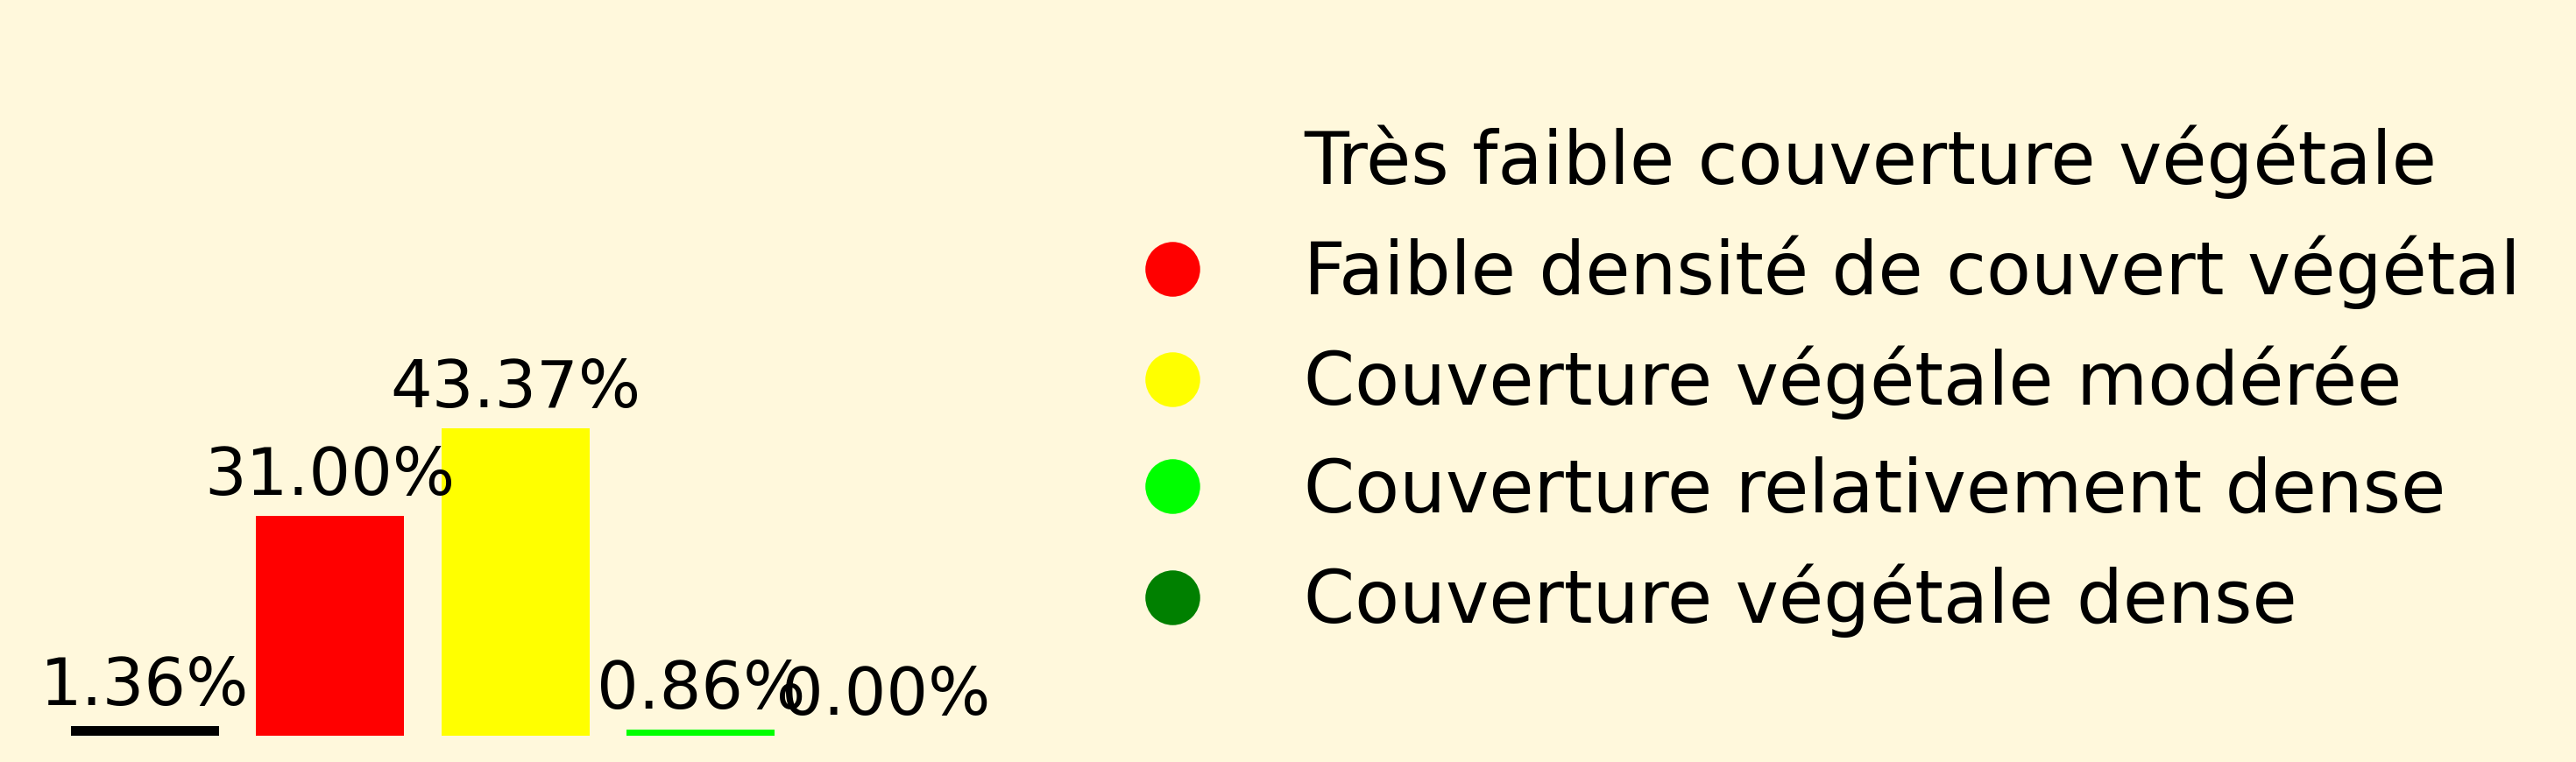 43.37%
31.00%
1.36%
0.86%
0.00%
Très faible couverture végétale
Faible densité de couvert végétal
Couverture végétale modérée
Couverture relativement dense
Couverture végétale dense